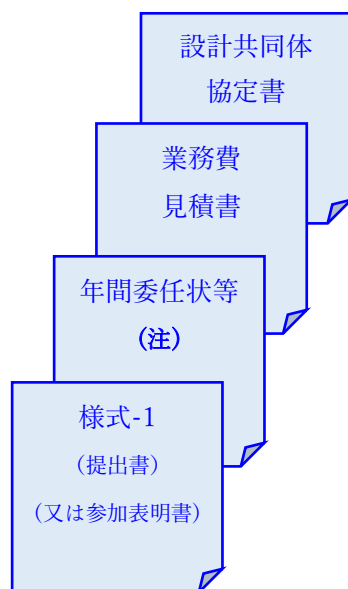 設計共同体
協定書
業務費
見積書
年間委任状等
（注）
様式-1
（提出書）
（又は参加表明書）